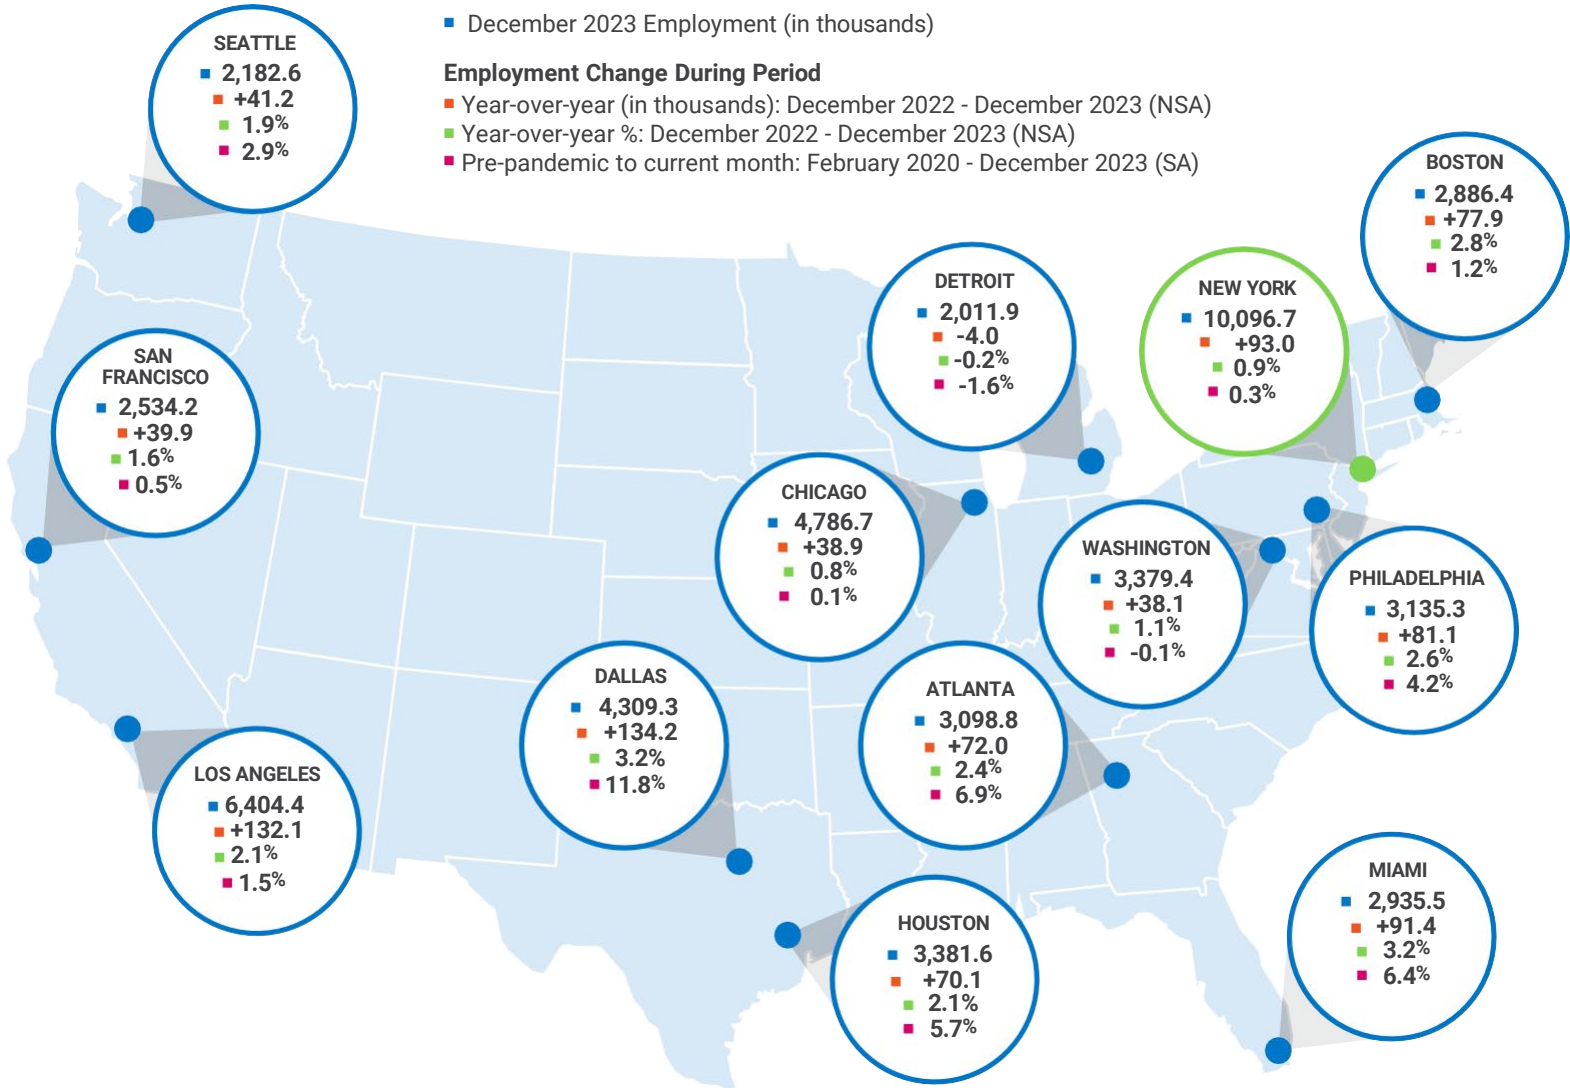 December 2023 Employment (in thousands)
Employment Change During Period
Year-over-year (in thousands): December 2022 - December 2023 (NSA)
Year-over-year %: December 2022 - December 2023 (NSA)
Pre-pandemic to current month: February 2020 - December 2023 (SA)
SEATTLE
2,182.6
+41.2
1.9%
2.9%
BOSTON
2,886.4
+77.9
2.8%
1.2%
DETROIT
2,011.9
-4.0
-0.2%
-1.6%
NEW YORK
10,096.7
+93.0
0.9%
0.3%
SAN
FRANCISCO
2,534.2
+39.9
1.6%
0.5%
CHICAGO
4,786.7
+38.9
0.8%
0.1%
WASHINGTON
3,379.4
+38.1
1.1%
-0.1%
PHILADELPHIA
3,135.3
+81.1
2.6%
4.2%
DALLAS
4,309.3
+134.2
3.2%
11.8%
ATLANTA
3,098.8
+72.0
2.4%
6.9%
LOS ANGELES
6,404.4
+132.1
2.1%
1.5%
HOUSTON
3,381.6
+70.1
2.1%
5.7%
MIAMI
2,935.5
+91.4
3.2%
6.4%